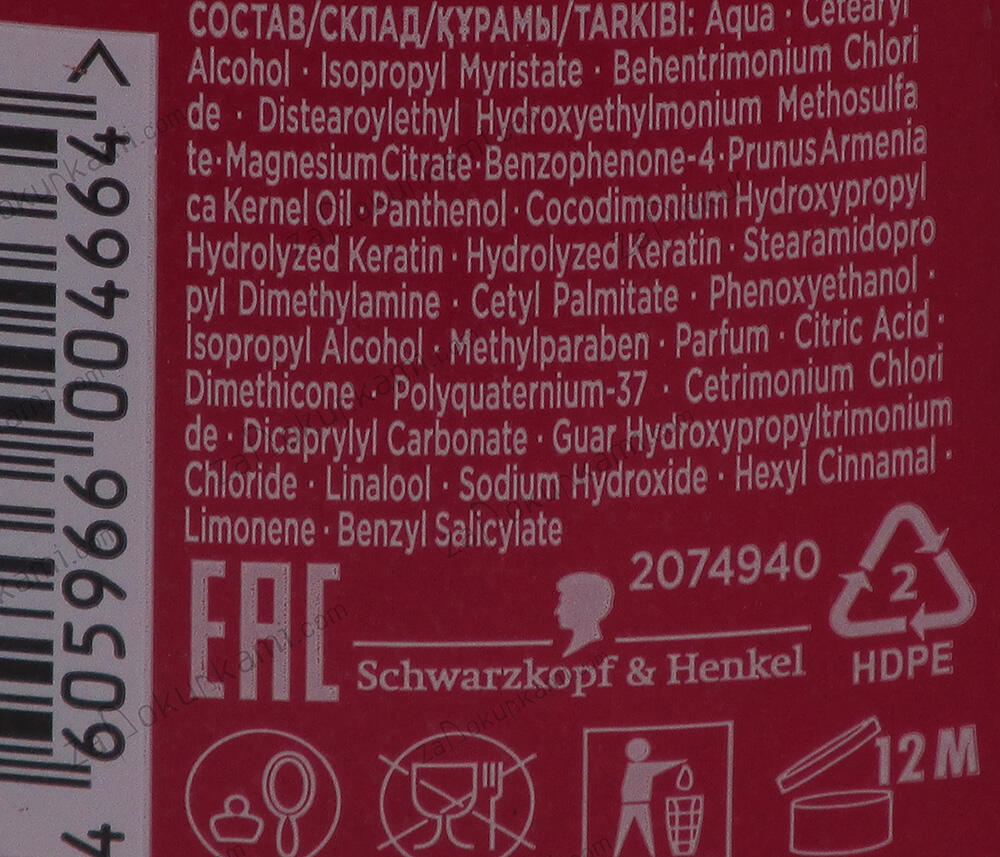 СОСТАВ/СКЛАД/ҚҰРАМЫ/TARKIBI: Aqua · Cetearyl
Alcohol · Isopropyl Myristate · Behentrimonium Chlori
de · Distearoylethyl Hydroxyethylmonium Methosulfa
te·Magnesium Citrate·Benzophenone-4·Prunus Armenia
ca Kernel Oil·Panthenol·Cocodimonium Hydroxypropyl
Hydrolyzed Keratin · Hydrolyzed Keratin · Stearamidopro
pyl Dimethylamine · Cetyl Palmitate · Phenoxyethanol ·
Isopropyl Alcohol · Methylparaben · Parfum · Citric Acid ·
Dimethicone · Polyquaternium-37 · Cetrimonium Chlori
de · Dicaprylyl Carbonate · Guar Hydroxypropyltrimonium
Chloride · Linalool · Sodium Hydroxide · Hexyl Cinnamal ·
Limonene · Benzyl Salicylate
EAC
2074940
2
HDPE
Schwarzkopf & Henkel
12 M
4 605966 004664 >